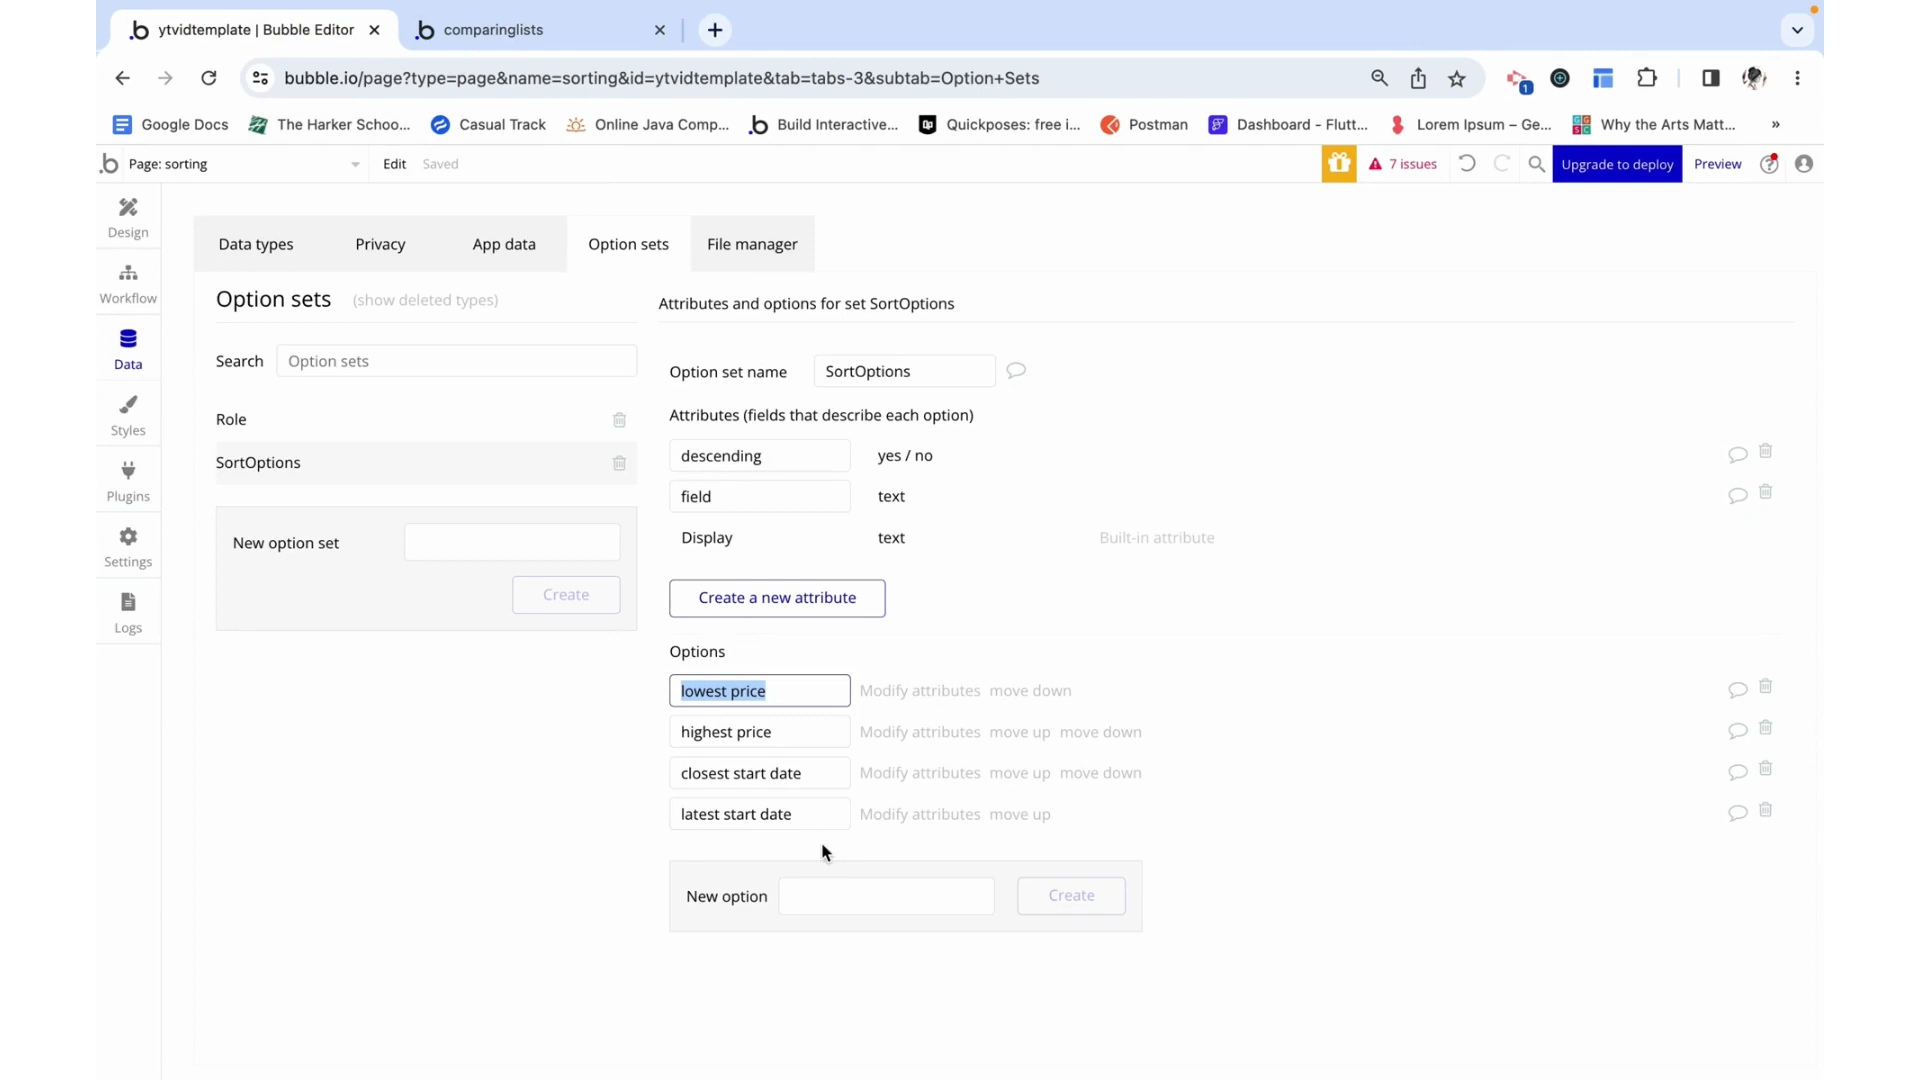 ytvidtemplate | Bubble Editor
comparinglists
bubble.io/page?type=page&name=sorting&id=ytvidtemplate&tab=tabs-3&subtab=Option+Sets
1
Google Docs
The Harker Schoo...
Casual Track
Online Java Comp...
Build Interactive...
Quickposes: free i...
Postman
Dashboard - Flutt...
Lorem Ipsum – Ge...
Why the Arts Matt...
»
Page: sorting
Edit
Saved
7 issues
Upgrade to deploy
Preview
Design
Workflow
Data
Styles
Plugins
Settings
Logs
Data types
Privacy
App data
Option sets
File manager
Option sets (show deleted types)
Search Option sets
Role
SortOptions
New option set
Create
Attributes and options for set SortOptions
Option set name SortOptions
Attributes (fields that describe each option)
descending yes / no
field text
Display text Built-in attribute
Create a new attribute
Options
lowest price Modify attributes move down
highest price Modify attributes move up move down
closest start date Modify attributes move up move down
latest start date Modify attributes move up
New option Create